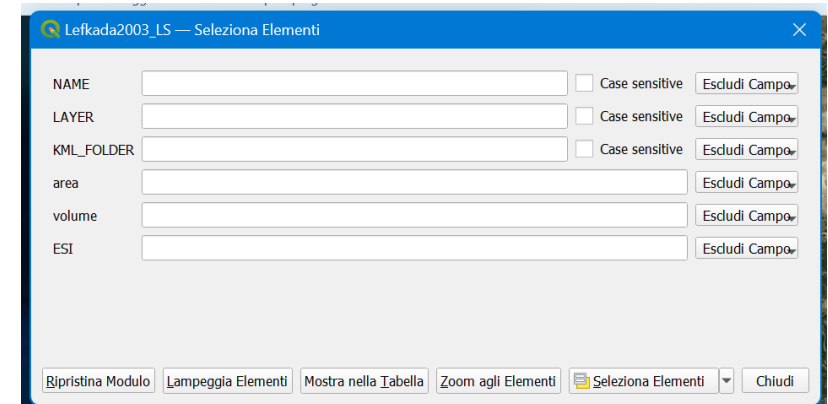 Lefkada2003_LS — Seleziona Elementi
NAME Case sensitive Escludi Campo
LAYER Case sensitive Escludi Campo
KML_FOLDER Case sensitive Escludi Campo
area Escludi Campo
volume Escludi Campo
ESI Escludi Campo
Ripristina Modulo Lampeggia Elementi Mostra nella Tabella Zoom agli Elementi Seleziona Elementi Chiudi